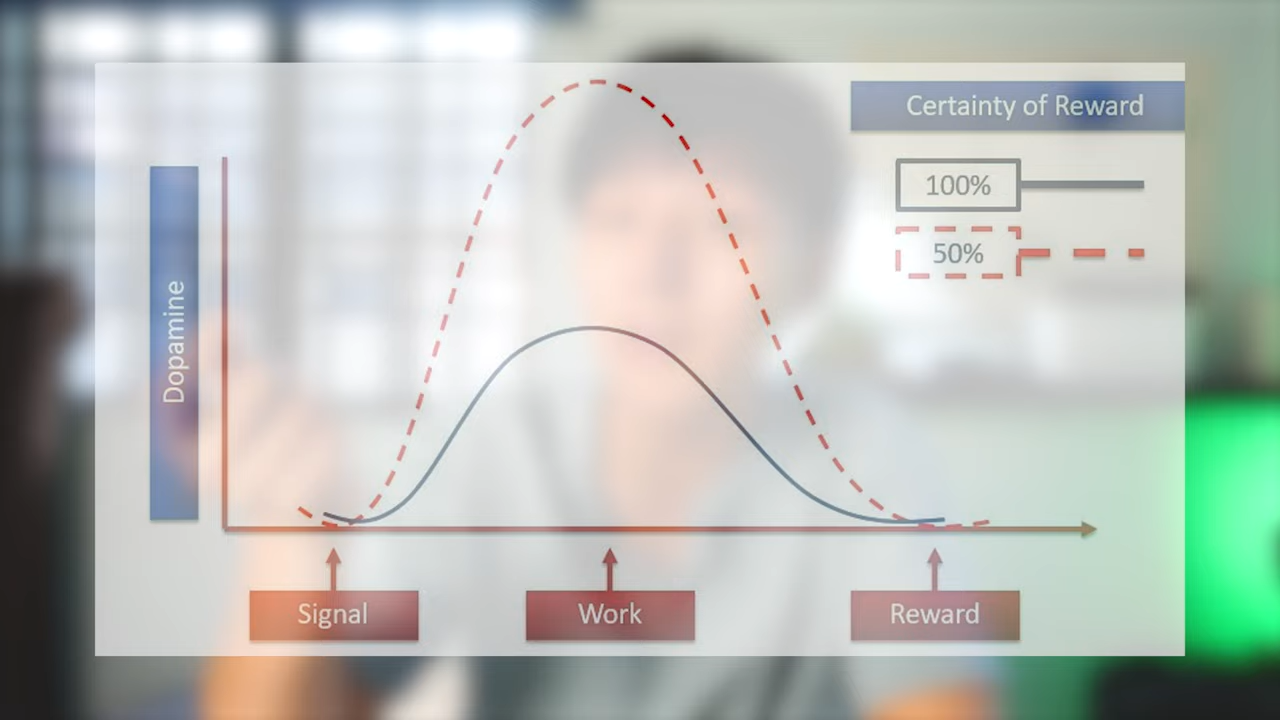 Certainty of Reward
100%
50%
Dopamine
Signal
Work
Reward